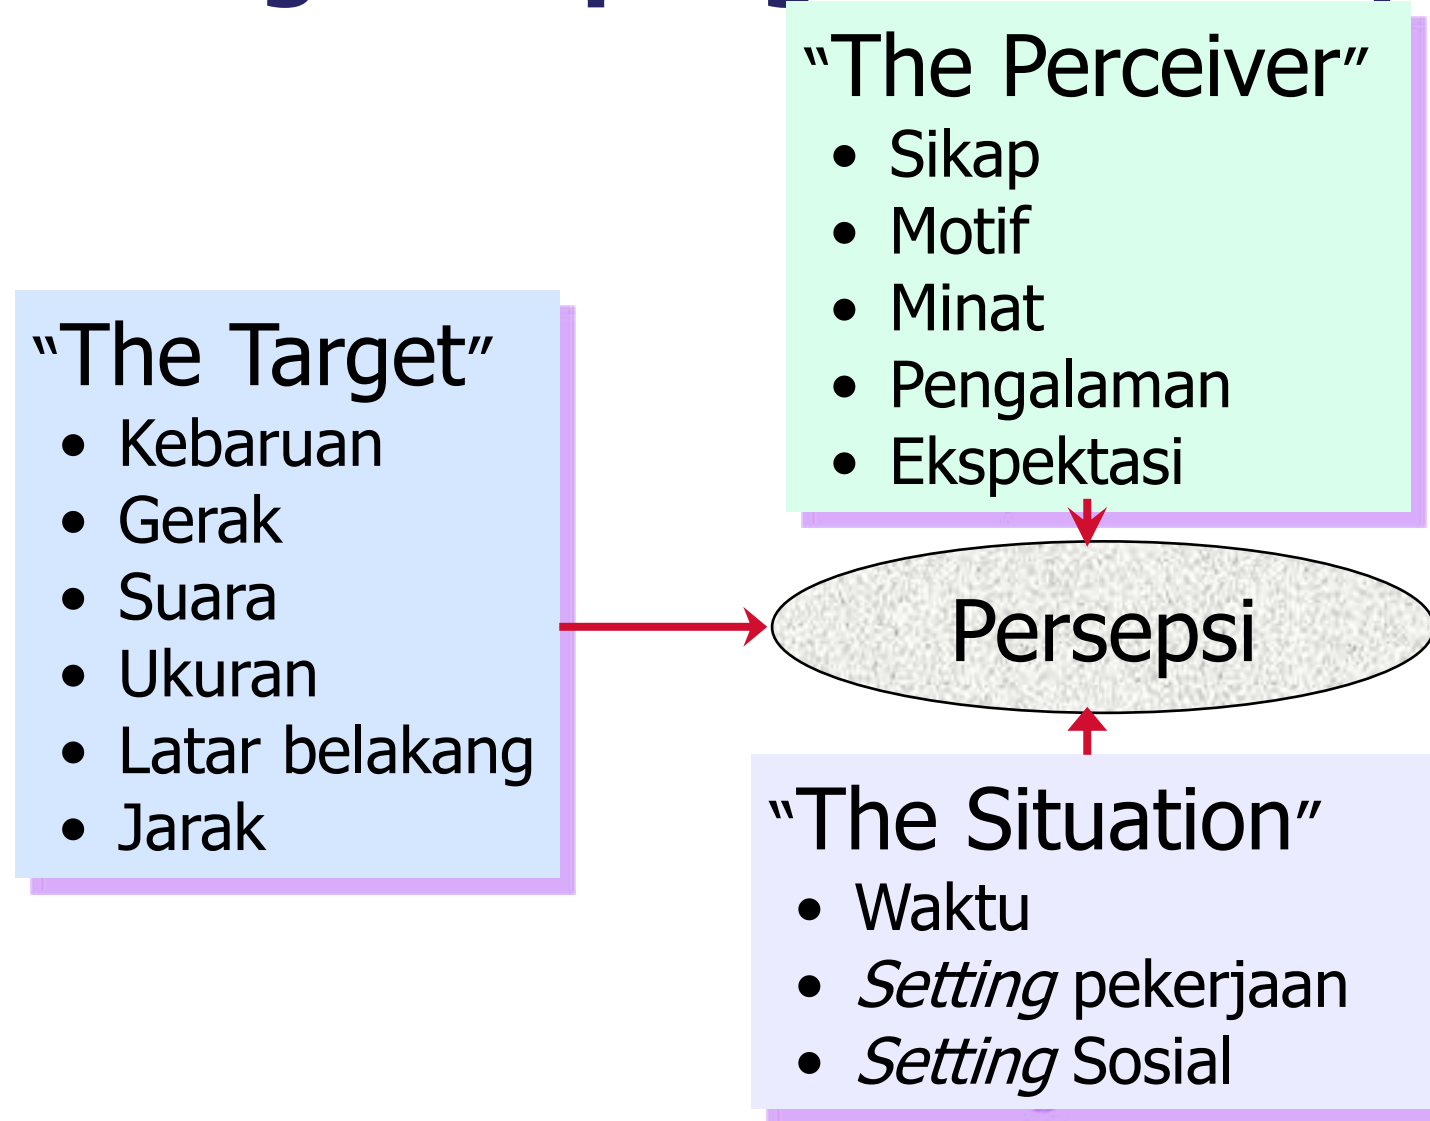 “The Perceiver”
• Sikap
• Motif
• Minat
• Pengalaman
• Ekspektasi
“The Target”
• Kebaruan
• Gerak
• Suara
• Ukuran
• Latar belakang
• Jarak
Persepsi
“The Situation”
• Waktu
• Setting pekerjaan
• Setting Sosial